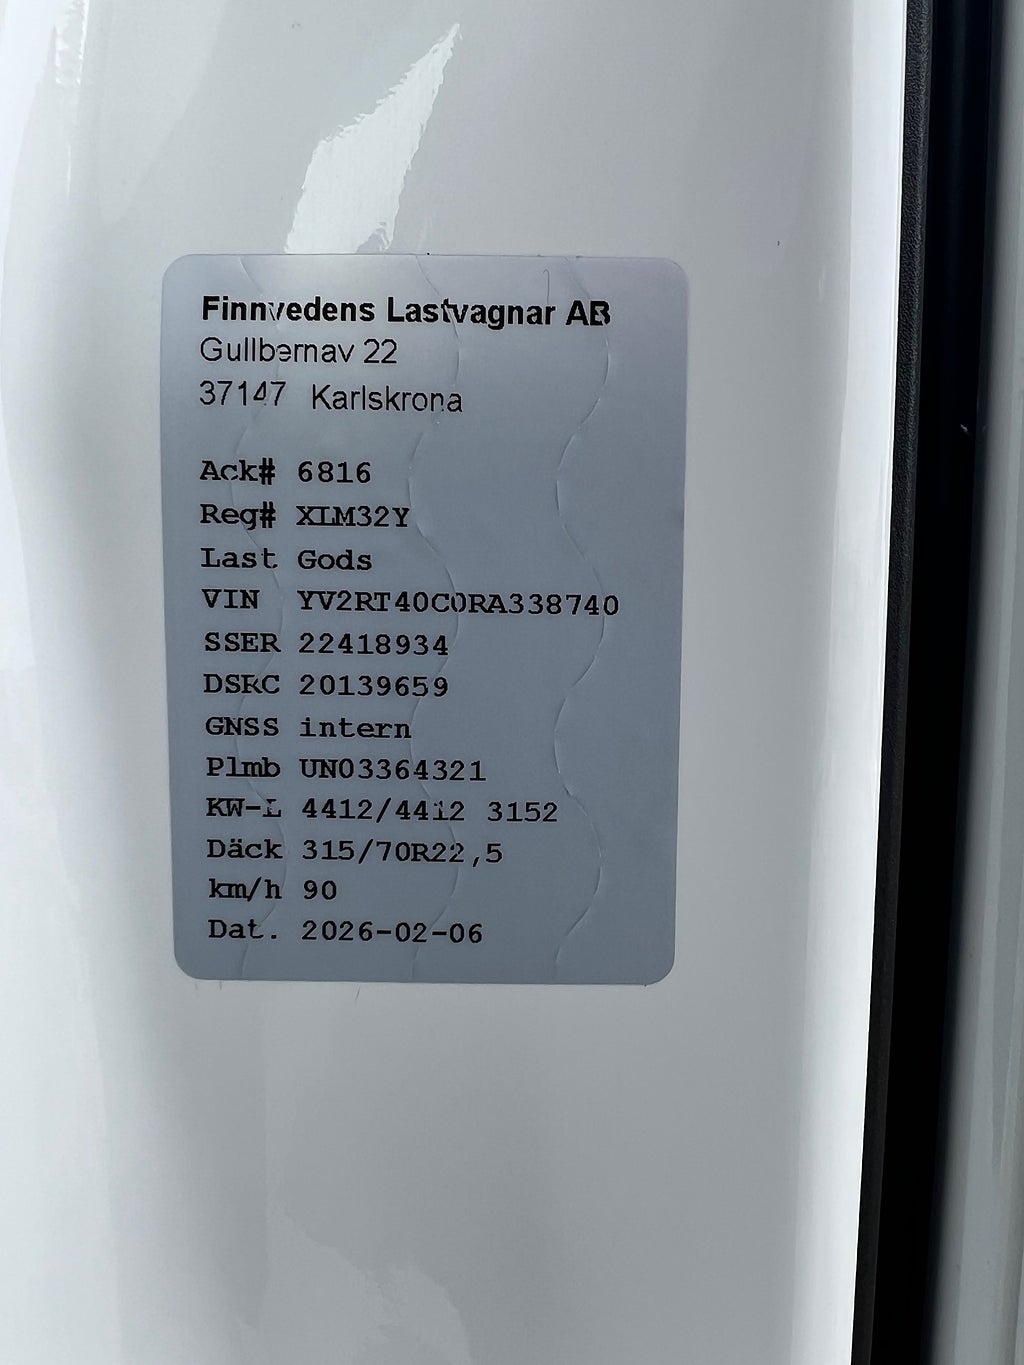 Finnvedens Lastvagnar AB
Gullbernav 22
37147 Karlskrona
Ack# 6816
Reg# XLM32Y
Last Gods
VIN YV2RT40C0RA338740
SSER 22418934
DSRC 20139659
GNSS intern
Plmb UN03364321
KW-L 4412/4412 3152
Däck 315/70R22,5
km/h 90
Dat. 2026-02-06